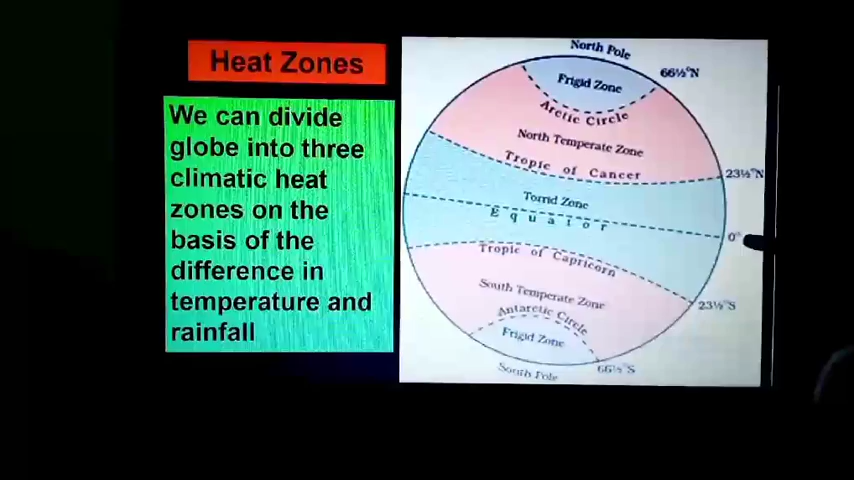 Heat Zones
We can divide
globe into three
climatic heat
zones on the
basis of the
difference in
temperature and
rainfall
North Pole
66½°N
Frigid Zone
Arctic Circle
North Temperate Zone
Tropic of Cancer
23½°N
Torrid Zone
Equator
0°
Tropic of Capricorn
South Temperate Zone
23½°S
Antarctic Circle
Frigid Zone
South Pole
66½°S